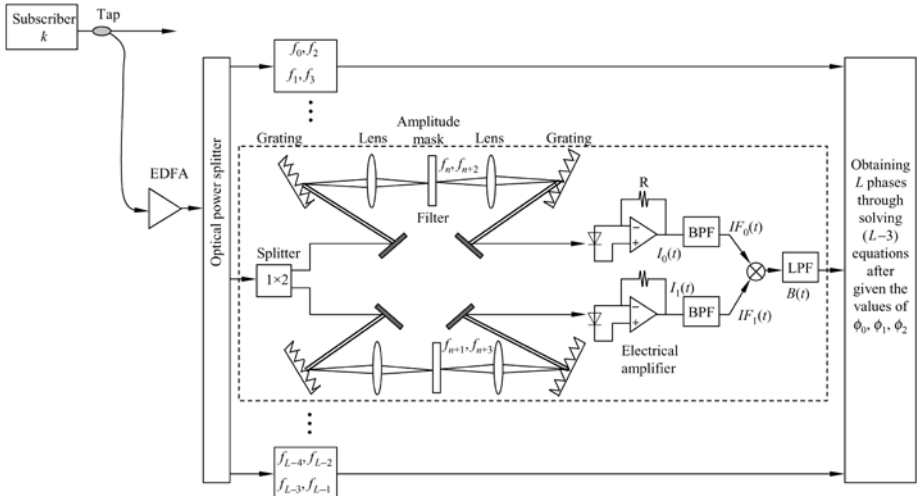 Subscriber
k
Tap
EDFA
Optical power splitter
f0, f2
f1, f3
Grating
Lens
Amplitude
mask
Lens
Grating
fn, fn+2
Filter
Splitter
1×2
R
I0(t)
BPF
IF0(t)
LPF
B(t)
I1(t)
BPF
IF1(t)
Electrical
amplifier
fn+1, fn+3
fL−4, fL−2
fL−3, fL−1
Obtaining
L phases
through
solving
(L−3)
equations
after
given the
values of
ϕ0, ϕ1, ϕ2